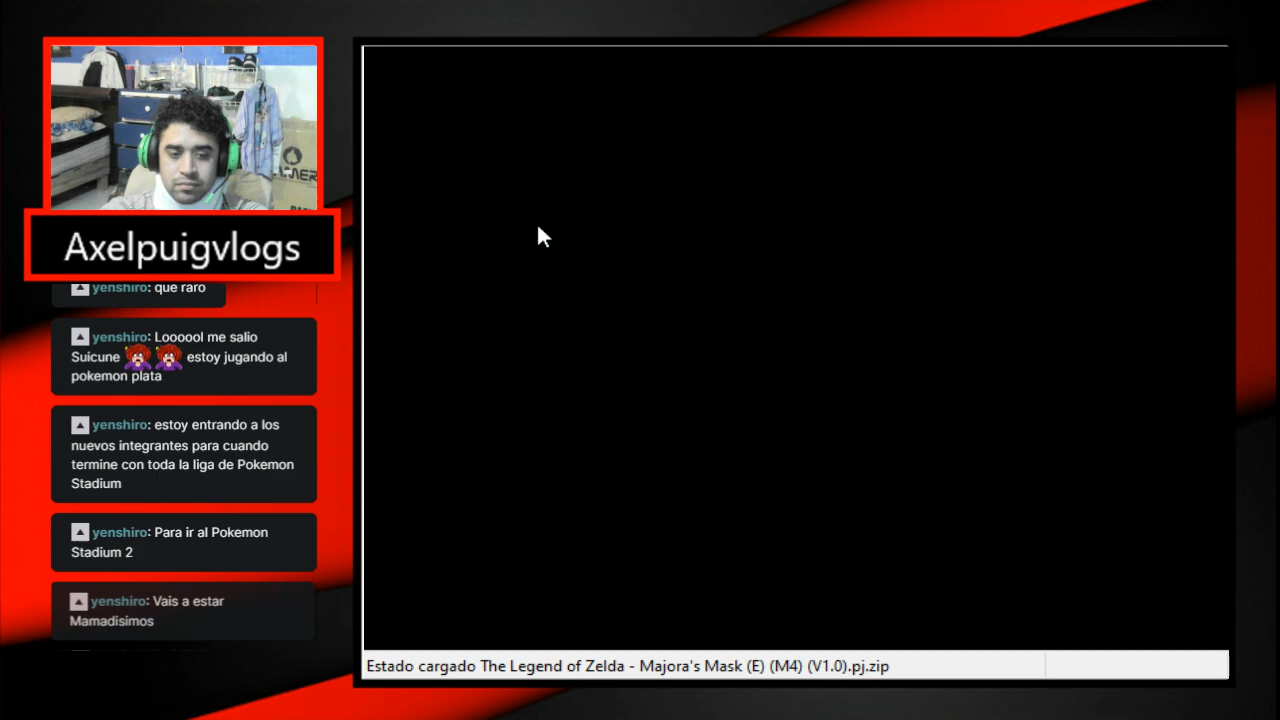 Axelpuigvlogs
yenshiro: que raro
yenshiro: Loooool me salio
Suicune estoy jugando al
pokemon plata
yenshiro: estoy entrando a los
nuevos integrantes para cuando
termine con toda la liga de Pokemon
Stadium
yenshiro: Para ir al Pokemon
Stadium 2
yenshiro: Vais a estar
Mamadisimos
Estado cargado The Legend of Zelda - Majora's Mask (E) (M4) (V1.0).pj.zip